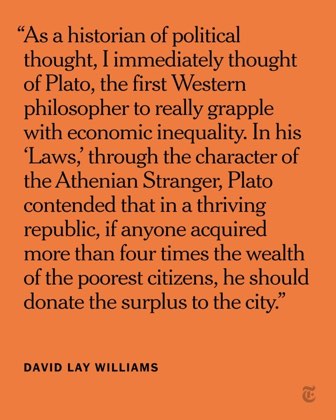 “As a historian of political
thought, I immediately thought
of Plato, the first Western
philosopher to really grapple
with economic inequality. In his
‘Laws,’ through the character of
the Athenian Stranger, Plato
contended that in a thriving
republic, if anyone acquired
more than four times the wealth
of the poorest citizens, he should
donate the surplus to the city.”
DAVID LAY WILLIAMS
T